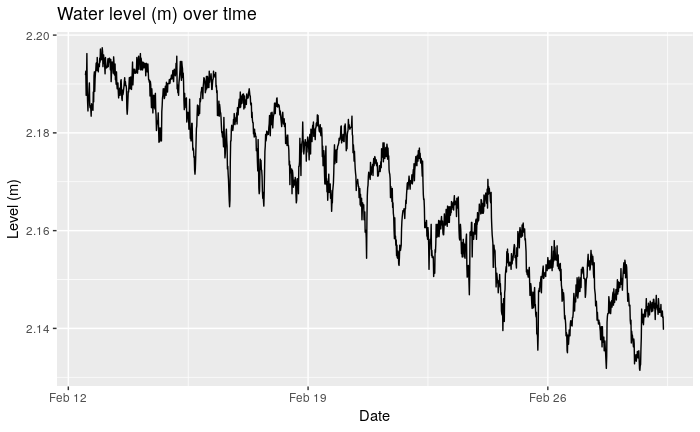 Water level (m) over time
2.20
2.18
2.16
2.14
Level (m)
Feb 12
Feb 19
Feb 26
Date